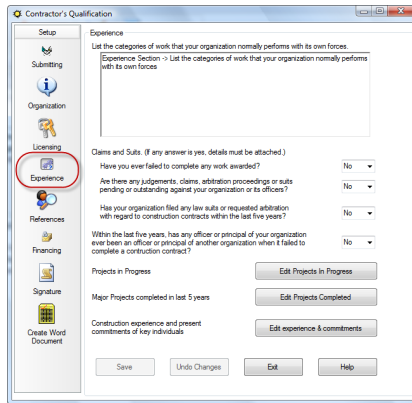 Contractor's Qualification
Setup
Submitting
Organization
Licensing
Experience
References
Financing
Signature
Create Word
Document
Experience
List the categories of work that your organization normally performs with its own forces.
Experience Section -> List the categories of work that your organization normally performs
with its own forces
Claims and Suits. (If any answer is yes, details must be attached.)
Have you ever failed to complete any work awarded?
No
Are there any judgements, claims, arbitration proceedings or suits
pending or outstanding against your organization or its officers?
No
Has your organization filed any law suits or requested arbitration
with regard to construction contracts within the last five years?
No
Within the last five years, has any officer or principal of your organization
ever been an officer or principal of another organization when it failed to
complete a contruction contract?
No
Projects in Progress
Edit Projects In Progress
Major Projects completed in last 5 years
Edit Projects Completed
Construction experience and present
commitments of key individuals
Edit experience & commitments
Save
Undo Changes
Exit
Help